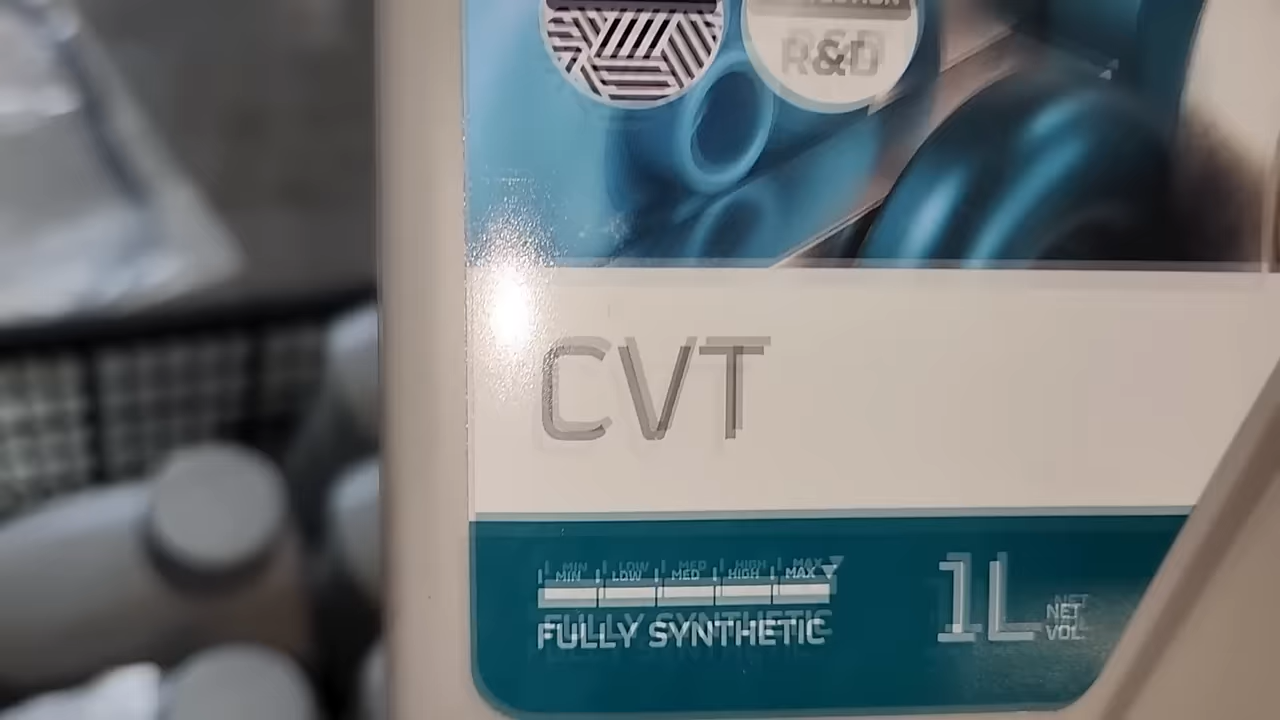 R&D
CVT
MIN LOW MED HIGH MAX
FULLY SYNTHETIC
1L NET VOL